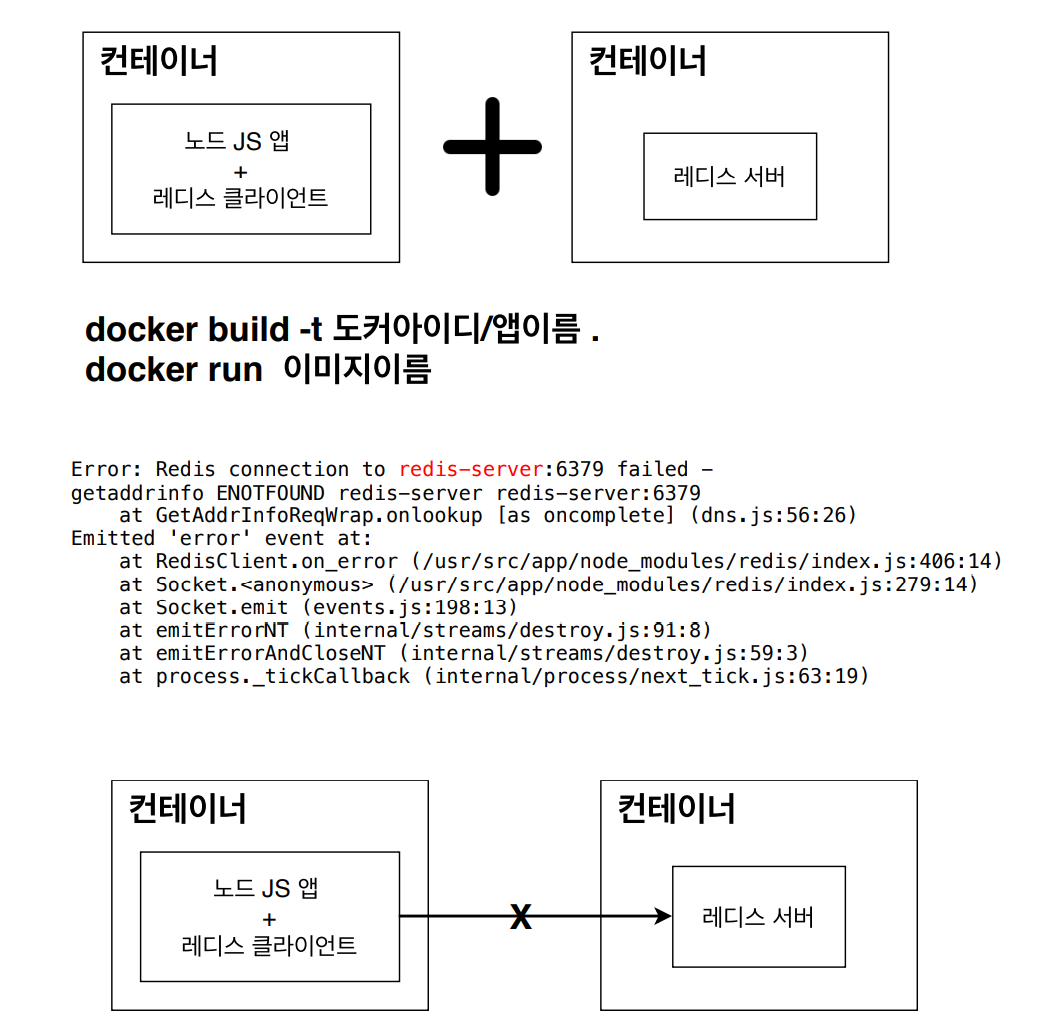 컨테이너
노드 JS 앱
+
레디스 클라이언트
컨테이너
레디스 서버
docker build -t 도커아이디/앱이름 .
docker run 이미지이름
Error: Redis connection to redis-server:6379 failed –
getaddrinfo ENOTFOUND redis-server redis-server:6379
at GetAddrInfoReqWrap.onlookup [as oncomplete] (dns.js:56:26)
Emitted 'error' event at:
at RedisClient.on_error (/usr/src/app/node_modules/redis/index.js:406:14)
at Socket.<anonymous> (/usr/src/app/node_modules/redis/index.js:279:14)
at Socket.emit (events.js:198:13)
at emitErrorNT (internal/streams/destroy.js:91:8)
at emitErrorAndCloseNT (internal/streams/destroy.js:59:3)
at process._tickCallback (internal/process/next_tick.js:63:19)
컨테이너
노드 JS 앱
+
레디스 클라이언트
X
컨테이너
레디스 서버